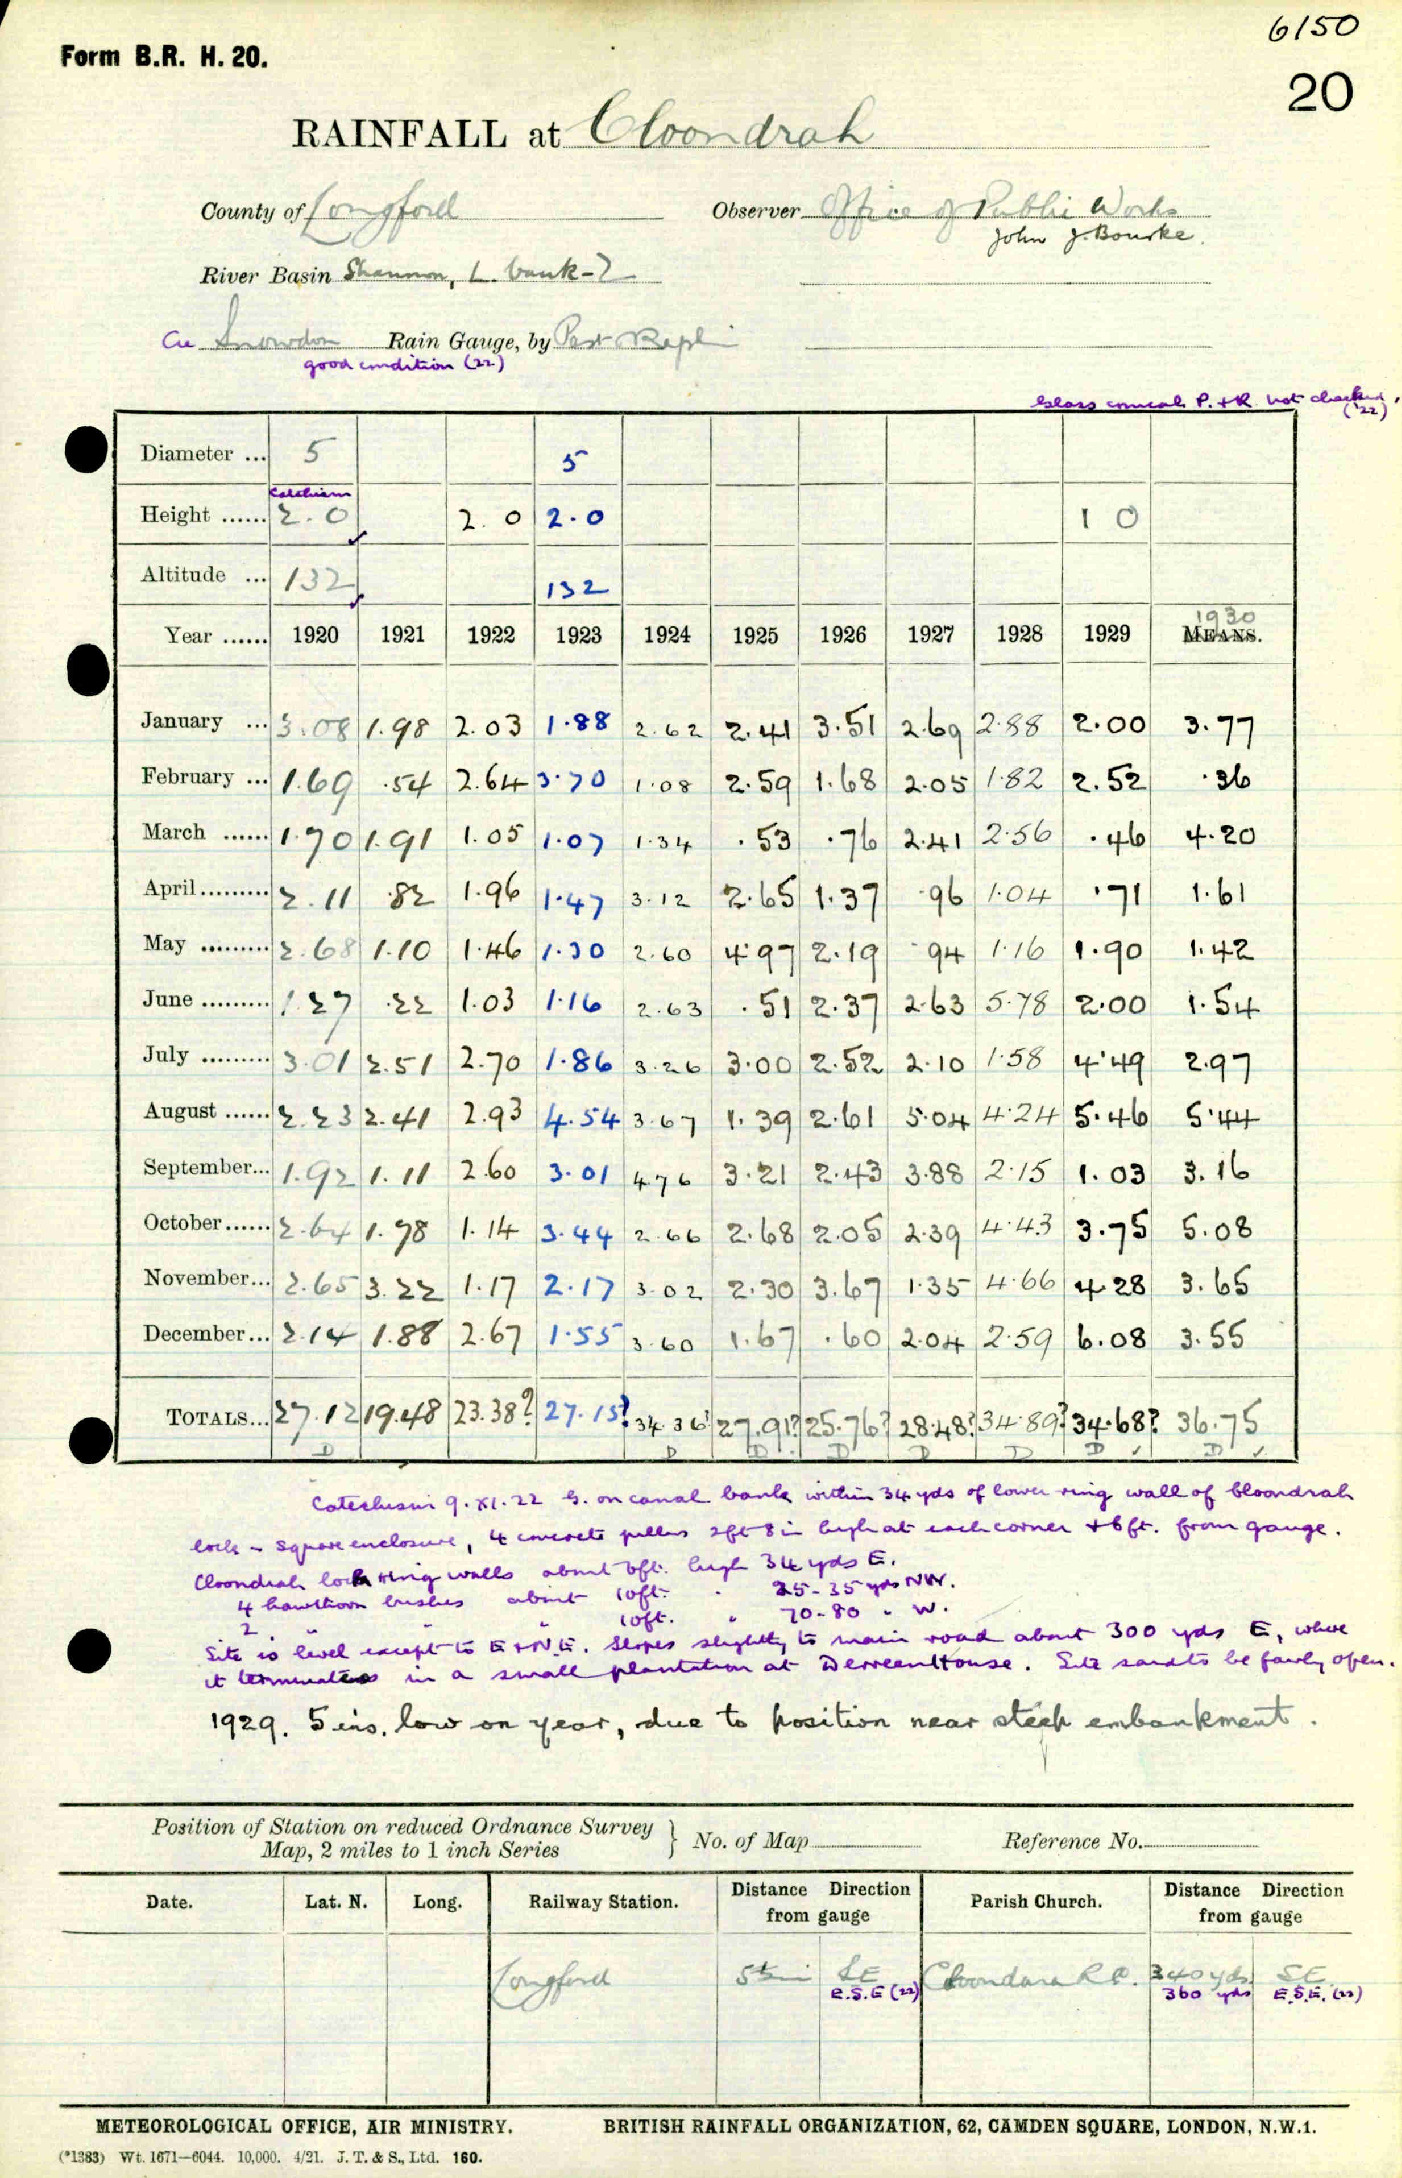 6150
Form B.R. H. 20.
20
RAINFALL at Cloondrah
County of Longford Observer Office of Public Works
John J. Bourke.
River Basin Shannon, L. bank-2
Cu Snowdon Rain Gauge, by
good condition (22)
Glass conical P. + R. not checked.
('22)
Diameter ... 5 5
Catechism
Height ...... 2.0 2.0 2.0 1 0
Altitude ... 132 132
1930
Year ...... 1920 1921 1922 1923 1924 1925 1926 1927 1928 1929 MEANS.
January ... 3.08 1.98 2.03 1.88 2.62 2.41 3.51 2.69 2.88 2.00 3.77
February ... 1.69 .54 2.64 3.70 1.08 2.59 1.68 2.05 1.82 2.52 .36
March ...... 1.70 1.91 1.05 1.07 1.34 .53 .76 2.41 2.56 .46 4.20
April......... 2.11 .82 1.96 1.47 3.12 2.65 1.37 .96 1.04 .71 1.61
May ......... 2.68 1.10 1.46 1.30 2.60 4.97 2.19 .94 1.16 1.90 1.42
June ......... 1.27 .22 1.03 1.16 2.63 .51 2.37 2.63 5.78 2.00 1.54
July ......... 3.01 2.51 2.70 1.86 3.26 3.00 2.52 2.10 1.58 4.49 2.97
August ...... 2.23 2.41 2.93 4.54 3.67 1.39 2.61 5.04 4.24 5.46 5.44
September... 1.92 1.11 2.60 3.01 4.76 3.21 2.43 3.88 2.15 1.03 3.16
October...... 2.64 1.78 1.14 3.44 2.66 2.68 2.05 2.39 4.43 3.75 5.08
November... 2.65 3.22 1.17 2.17 3.02 2.30 3.67 1.35 4.66 4.28 3.65
December... 2.14 1.88 2.67 1.55 3.60 1.67 .60 2.04 2.59 6.08 3.55
TOTALS... 27.12 19.48 23.38? 27.15? 34.36? 27.91? 25.76? 28.48? 34.89? 34.68? 36.75
D D D D D D D D
Catechism 9.XI.22 G. on canal bank within 34 yds of lower ring wall of Cloondrah
lock - square enclosure, 4 concrete pillars 2ft 8in high at each corner + 6ft. from gauge.
Cloondrah lock ring walls about 6ft. high 34 yds E.
4 hawthorn bushes about 10ft. " 25-35 yds NW.
2 " " 10ft. " 70-80 " W.
Site is level except to E + N.E. Slopes slightly to main road about 300 yds E, where
it terminates in a small plantation at Derreen House. Site said to be fairly open.
1929. 5 ins. low on year, due to position near steep embankment.
Position of Station on reduced Ordnance Survey
Map, 2 miles to 1 inch Series } No. of Map Reference No.
Date. Lat. N. Long. Railway Station. Distance Direction from gauge Parish Church. Distance Direction from gauge
Longford 5 mi SE Cloondara R.C. 340 yds. SE
E.S.E (22) 360 yds E.S.E. (22)
METEOROLOGICAL OFFICE, AIR MINISTRY. BRITISH RAINFALL ORGANIZATION, 62, CAMDEN SQUARE, LONDON, N.W.1.
(*1383) Wt. 1671—6044. 10,000. 4/21. J. T. & S., Ltd. 160.